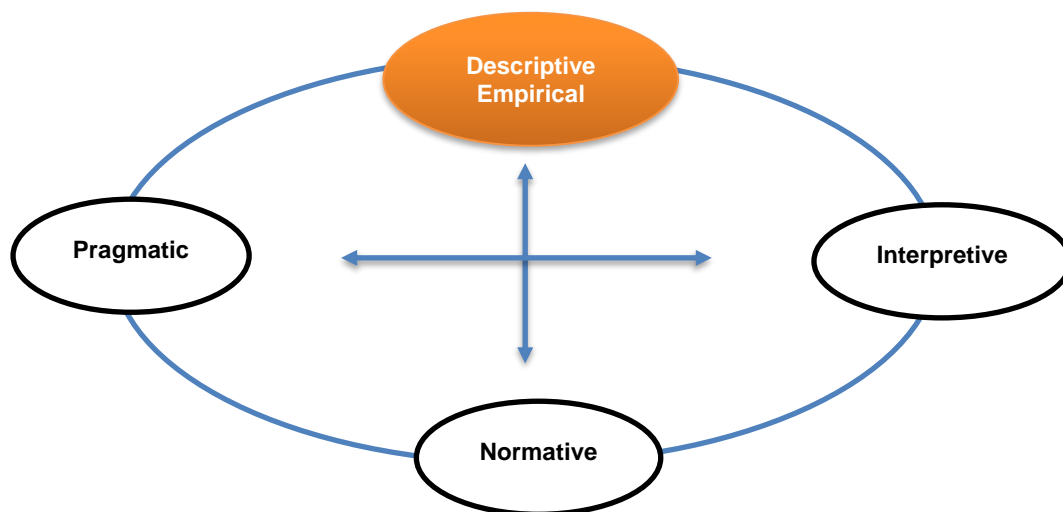 Descriptive
Empirical
Pragmatic
Interpretive
Normative